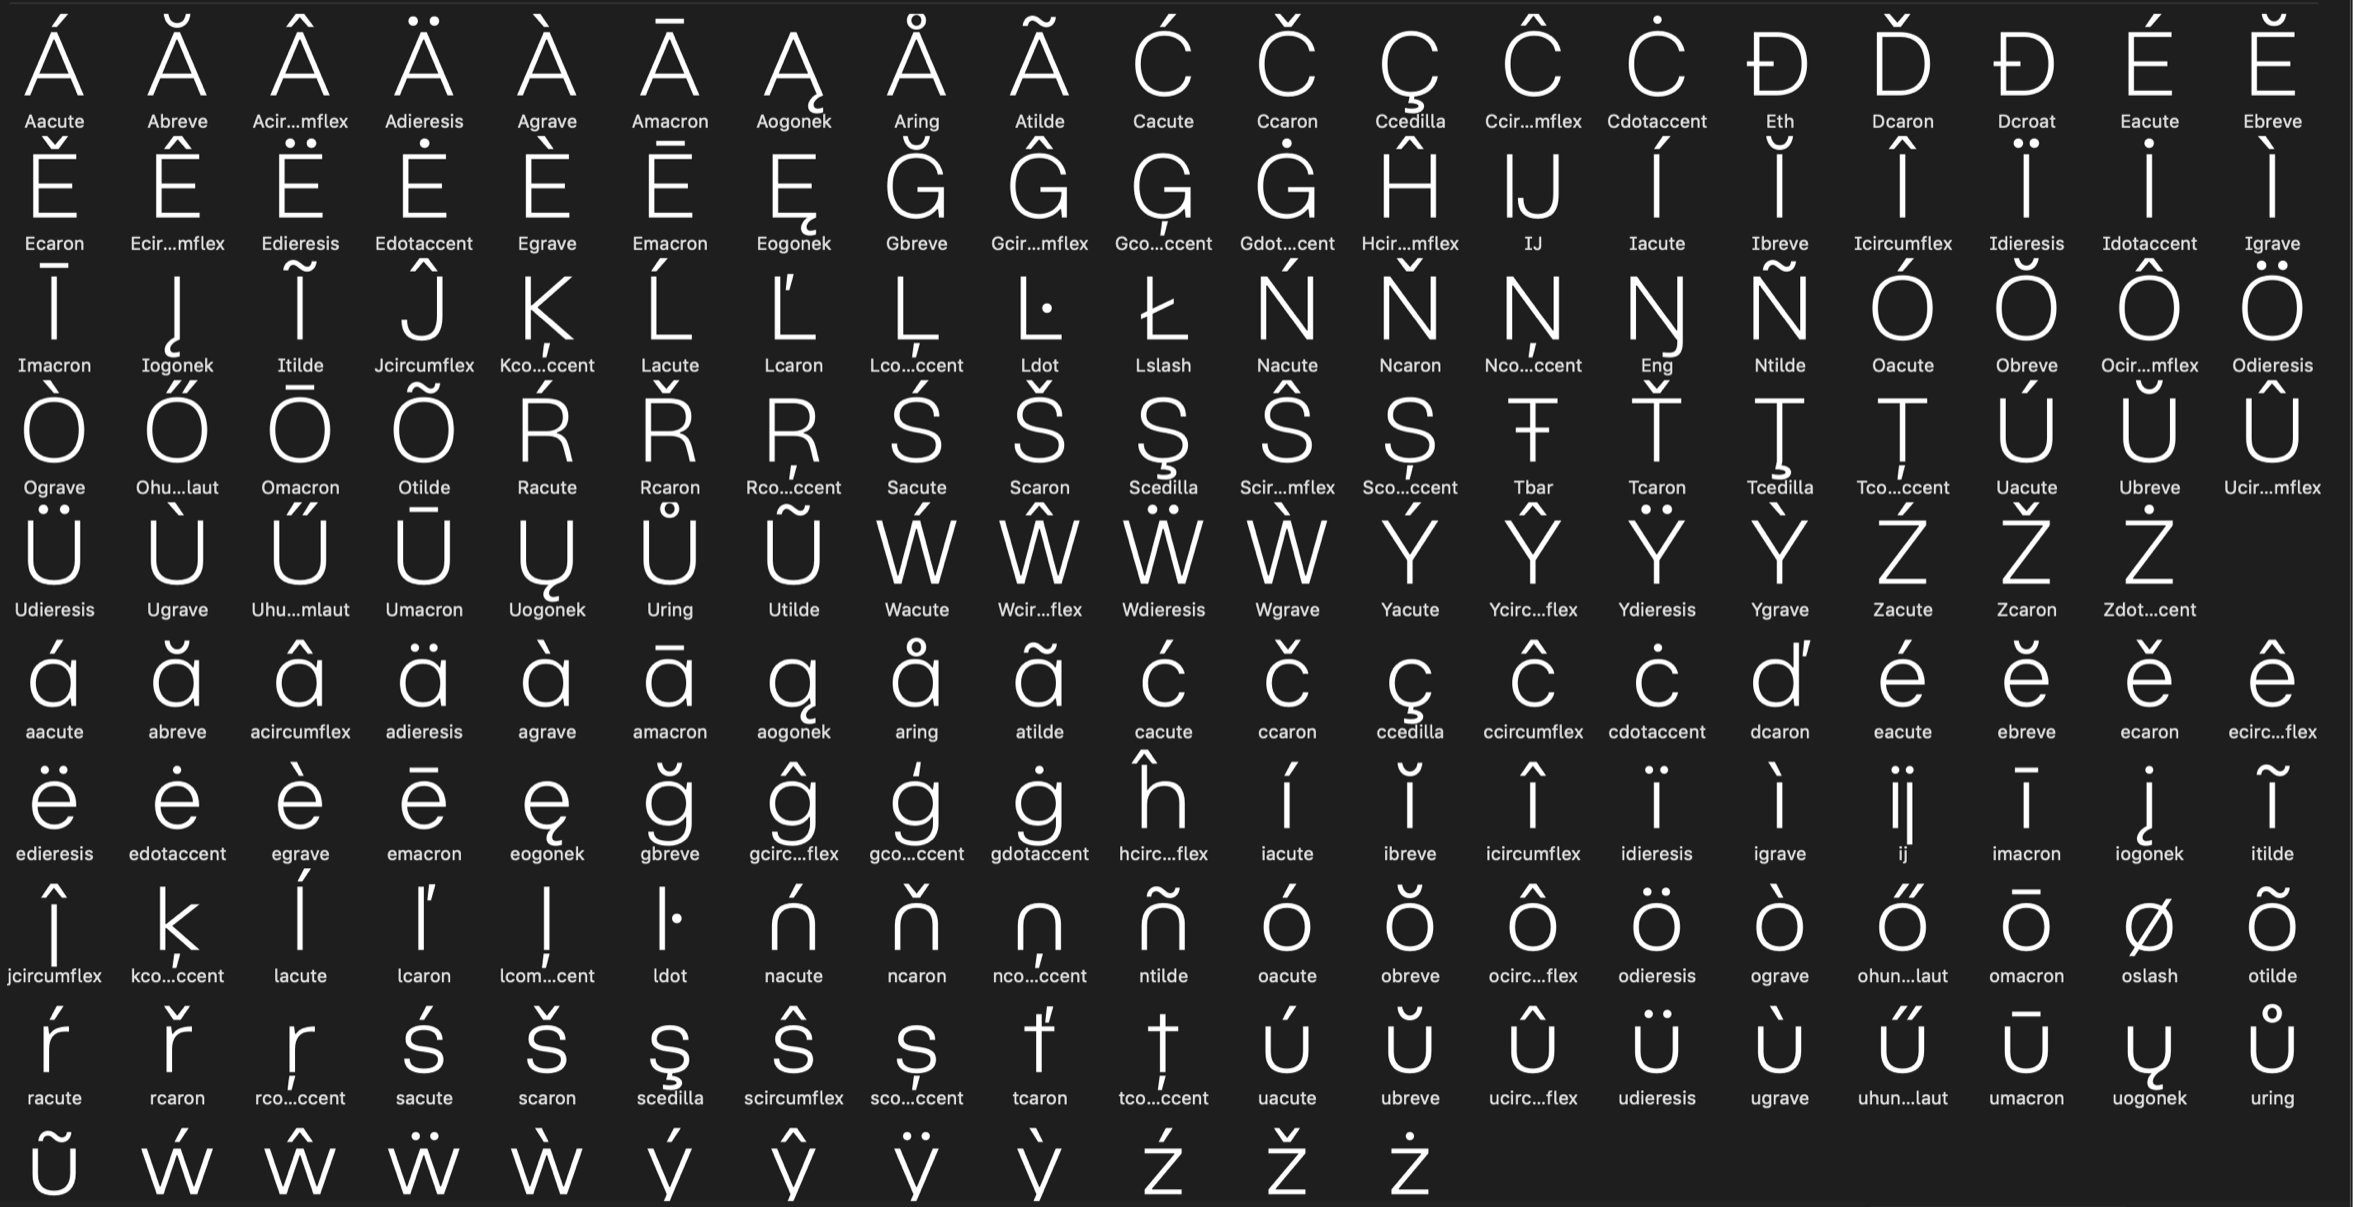 Á Ă Â Ä À Ā Ą Å Ã Ć Č Ç Ĉ Ċ Ð Ď Đ É Ĕ
Aacute Abreve Acir...mflex Adieresis Agrave Amacron Aogonek Aring Atilde Cacute Ccaron Ccedilla Ccir...mflex Cdotaccent Eth Dcaron Dcroat Eacute Ebreve
Ě Ê Ë Ė È Ē Ę Ğ Ĝ Ģ Ġ Ĥ IJ Í Ĭ Î Ï İ Ì
Ecaron Ecir...mflex Edieresis Edotaccent Egrave Emacron Eogonek Gbreve Gcir...mflex Gco...ccent Gdot...cent Hcir...mflex IJ Iacute Ibreve Icircumflex Idieresis Idotaccent Igrave
Ī Į Ĩ Ĵ Ķ Ĺ Ľ Ļ Ŀ Ł Ń Ň Ņ Ŋ Ñ Ó Ŏ Ô Ö
Imacron Iogonek Itilde Jcircumflex Kco...ccent Lacute Lcaron Lco...ccent Ldot Lslash Nacute Ncaron Nco...ccent Eng Ntilde Oacute Obreve Ocir...mflex Odieresis
Ò Ő Ō Õ Ŕ Ř Ŗ Ś Š Ş Ŝ Ș Ŧ Ť Ţ Ț Ú Ŭ Û
Ograve Ohu...laut Omacron Otilde Racute Rcaron Rco...ccent Sacute Scaron Scedilla Scir...mflex Sco...ccent Tbar Tcaron Tcedilla Tco...ccent Uacute Ubreve Ucir...mflex
Ü Ù Ű Ū Ų Ů Ũ Ẃ Ŵ Ẅ Ẁ Ý Ŷ Ÿ Ỳ Ź Ž Ż
Udieresis Ugrave Uhu...mlaut Umacron Uogonek Uring Utilde Wacute Wcir...flex Wdieresis Wgrave Yacute Ycirc...flex Ydieresis Ygrave Zacute Zcaron Zdot...cent
á ă â ä à ā ą å ã ć č ç ĉ ċ ď é ĕ ě ê
aacute abreve acircumflex adieresis agrave amacron aogonek aring atilde cacute ccaron ccedilla ccircumflex cdotaccent dcaron eacute ebreve ecaron ecirc...flex
ë ė è ē ę ğ ĝ ģ ġ ĥ í ĭ î ï ì ij ī į ĩ
edieresis edotaccent egrave emacron eogonek gbreve gcirc...flex gco...ccent gdotaccent hcirc...flex iacute ibreve icircumflex idieresis igrave ij imacron iogonek itilde
ĵ ķ ĺ ľ ļ ŀ ń ň ņ ñ ó ŏ ô ö ò ő ō ø õ
jcircumflex kco...ccent lacute lcaron lcom...cent ldot nacute ncaron nco...ccent ntilde oacute obreve ocirc...flex odieresis ograve ohun...laut omacron oslash otilde
ŕ ř ŗ ś š ş ŝ ș ť ț ú ŭ û ü ù ű ū ų ů
racute rcaron rco...ccent sacute scaron scedilla scircumflex sco...ccent tcaron tco...ccent uacute ubreve ucirc...flex udieresis ugrave uhun...laut umacron uogonek uring
ũ ẃ ŵ ẅ ẁ ý ŷ ÿ ỳ ź ž ż